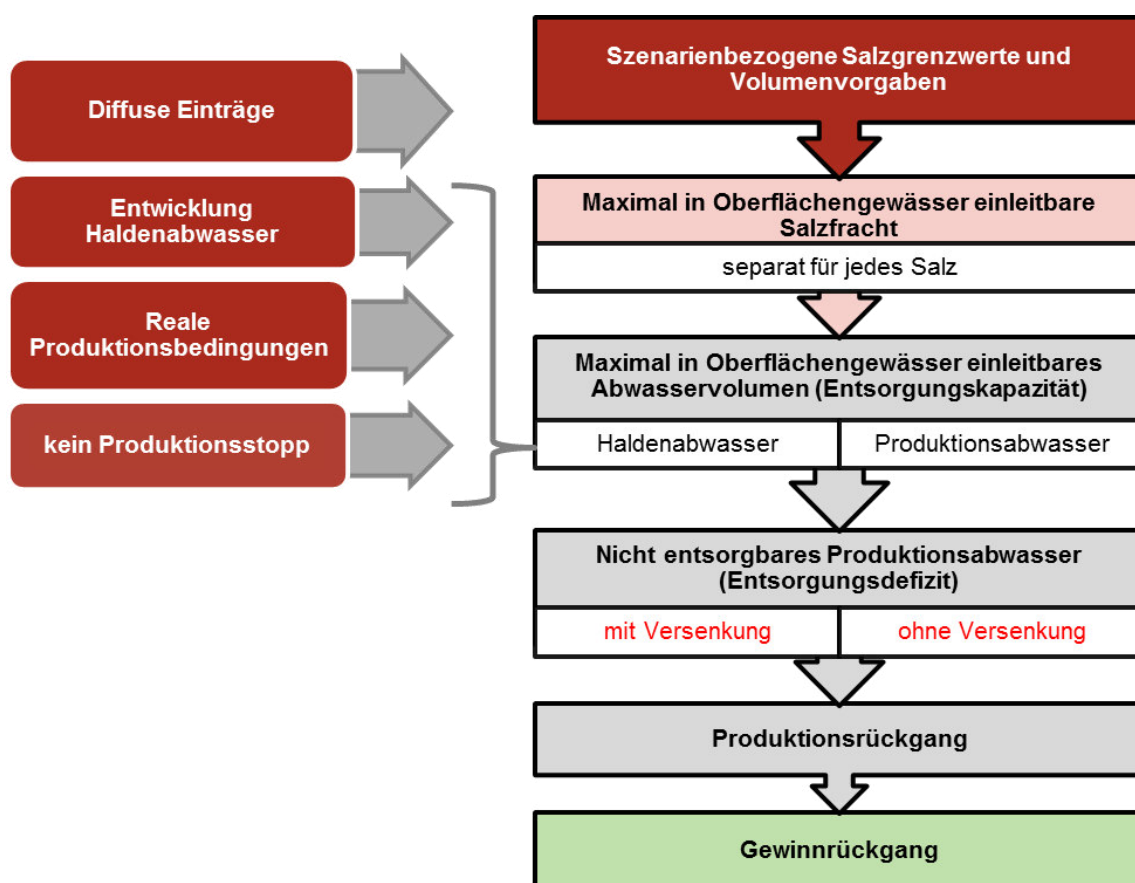 Diffuse Einträge
Entwicklung
Haldenabwasser
Reale
Produktionsbedingungen
kein Produktionsstopp
Szenarienbezogene Salzgrenzwerte und
Volumenvorgaben
Maximal in Oberflächengewässer einleitbare
Salzfracht
separat für jedes Salz
Maximal in Oberflächengewässer einleitbares
Abwasservolumen (Entsorgungskapazität)
Haldenabwasser
Produktionsabwasser
Nicht entsorgbares Produktionsabwasser
(Entsorgungsdefizit)
mit Versenkung
ohne Versenkung
Produktionsrückgang
Gewinnrückgang